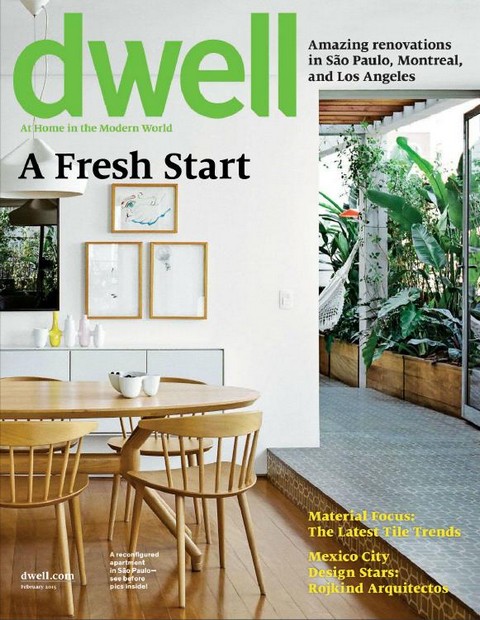 dwell
At Home in the Modern World
Amazing renovations
in São Paulo, Montreal,
and Los Angeles
A Fresh Start
Material Focus:
The Latest Tile Trends
Mexico City
Design Stars:
Rojkind Arquitectos
A reconfigured
apartment
in São Paulo—
see before
pics inside!
dwell.com
February 2015